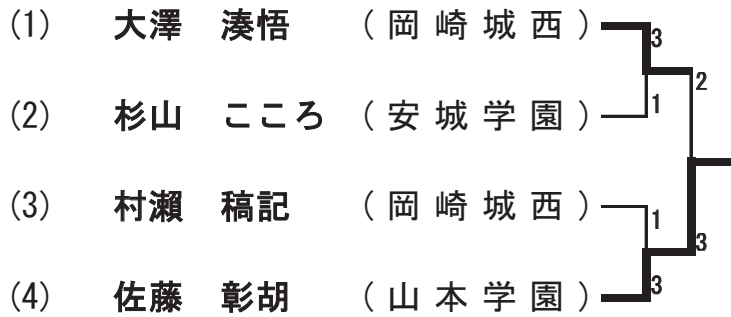 (1) 大澤 湊悟 (岡崎城西) 3
2
(2) 杉山 こころ (安城学園) 1
(3) 村瀬 稿記 (岡崎城西) 1
3
(4) 佐藤 彰胡 (山本学園) 3